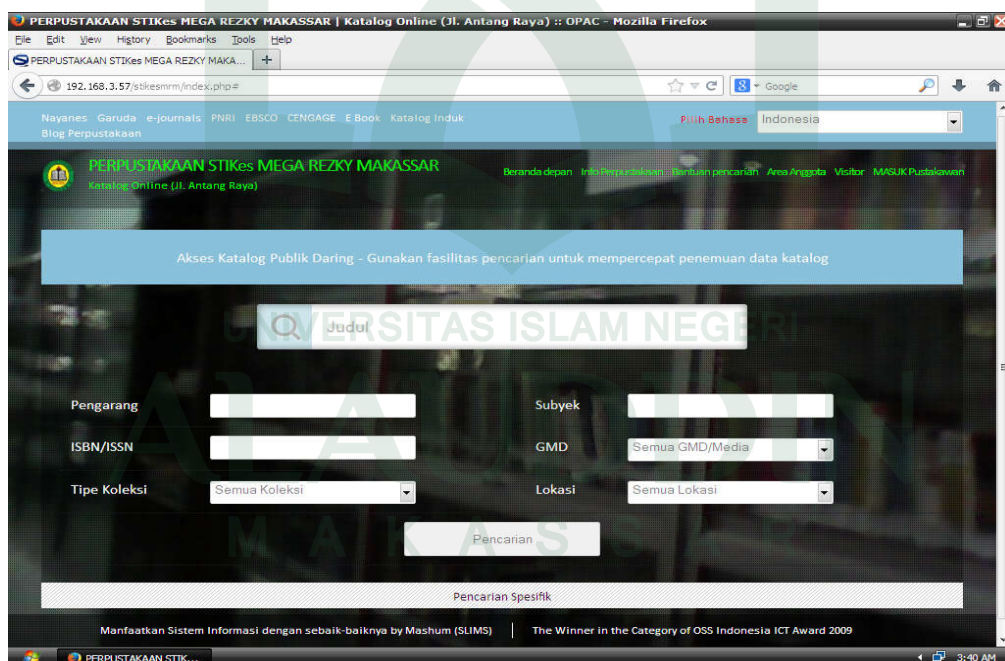 PERPUSTAKAAN STIKes MEGA REZKY MAKASSAR | Katalog Online (Jl. Antang Raya) :: OPAC - Mozilla Firefox
File Edit View History Bookmarks Tools Help
PERPUSTAKAAN STIKes MEGA REZKY MAKA... +
192.168.3.57/stikesmrm/index.php# 8 Google
Nayanes Garuda e-journals PNRI EBSCO CENGAGE E Book Katalog Induk Pilih Bahasa Indonesia
Blog Perpustakaan
PERPUSTAKAAN STIKes MEGA REZKY MAKASSAR
Katalog Online (Jl. Antang Raya)
Beranda depan Info Perpustakaan Bantuan pencarian Area Anggota Visitor MASUK Pustakawan
Akses Katalog Publik Daring - Gunakan fasilitas pencarian untuk mempercepat penemuan data katalog
Judul
UNIVERSITAS ISLAM NEGERI
ALAUDDIN
Pengarang Subyek
ISBN/ISSN GMD Semua GMD/Media
Tipe Koleksi Semua Koleksi Lokasi Semua Lokasi
MAKASSAR
Pencarian
Pencarian Spesifik
Manfaatkan Sistem Informasi dengan sebaik-baiknya by Mashum (SLIMS) | The Winner in the Category of OSS Indonesia ICT Award 2009
PERPUSTAKAAN STIK... 3:40 AM